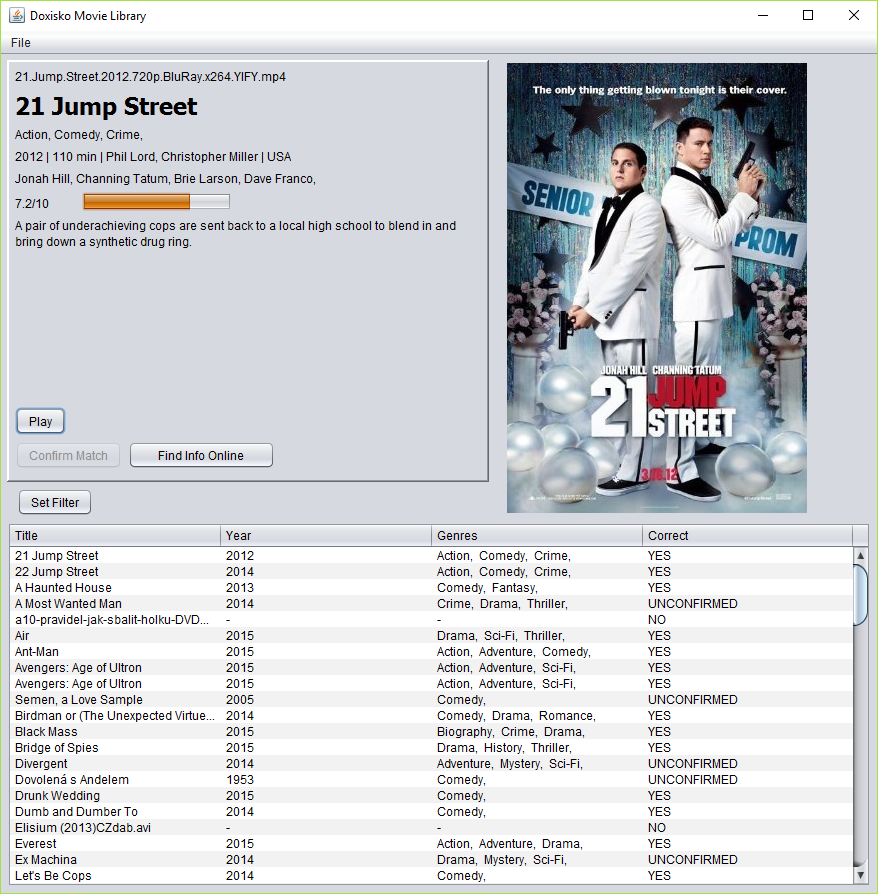 Doxisko Movie Library
File
21.Jump.Street.2012.720p.BluRay.x264.YIFY.mp4
21 Jump Street
Action, Comedy, Crime,
2012 | 110 min | Phil Lord, Christopher Miller | USA
Jonah Hill, Channing Tatum, Brie Larson, Dave Franco,
7.2/10
A pair of underachieving cops are sent back to a local high school to blend in and
bring down a synthetic drug ring.
Play
Confirm Match Find Info Online
Set Filter
The only thing getting blown tonight is their cover.
SENIOR
PROM
JONAH HILL CHANNING TATUM
21 JUMP
STREET
3.16.12
Title Year Genres Correct
21 Jump Street 2012 Action, Comedy, Crime, YES
22 Jump Street 2014 Action, Comedy, Crime, YES
A Haunted House 2013 Comedy, Fantasy, YES
A Most Wanted Man 2014 Crime, Drama, Thriller, UNCONFIRMED
a10-pravidel-jak-sbalit-holku-DVD... - - NO
Air 2015 Drama, Sci-Fi, Thriller, YES
Ant-Man 2015 Action, Adventure, Comedy, YES
Avengers: Age of Ultron 2015 Action, Adventure, Sci-Fi, YES
Avengers: Age of Ultron 2015 Action, Adventure, Sci-Fi, YES
Semen, a Love Sample 2005 Comedy, UNCONFIRMED
Birdman or (The Unexpected Virtue... 2014 Comedy, Drama, Romance, YES
Black Mass 2015 Biography, Crime, Drama, YES
Bridge of Spies 2015 Drama, History, Thriller, YES
Divergent 2014 Adventure, Mystery, Sci-Fi, UNCONFIRMED
Dovolená s Andelem 1953 Comedy, UNCONFIRMED
Drunk Wedding 2015 Comedy, YES
Dumb and Dumber To 2014 Comedy, YES
Elisium (2013)CZdab.avi - - NO
Everest 2015 Action, Adventure, Drama, YES
Ex Machina 2014 Drama, Mystery, Sci-Fi, UNCONFIRMED
Let's Be Cops 2014 Comedy, YES